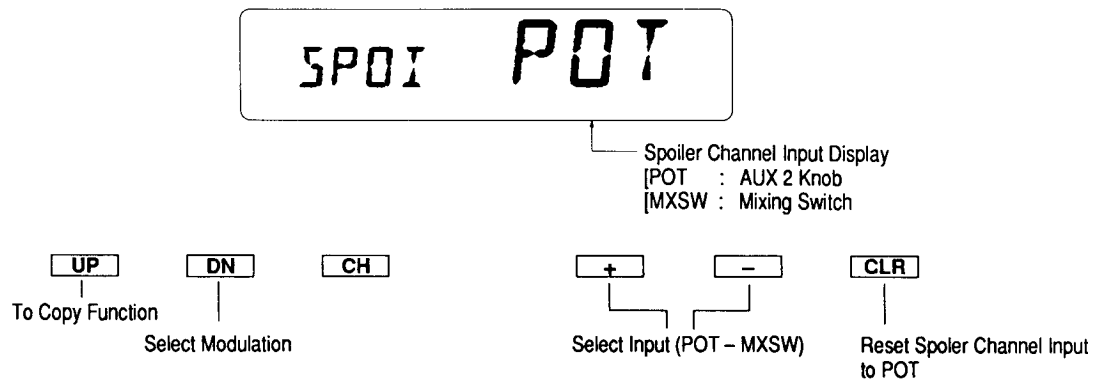 SPOI POT
Spoiler Channel Input Display
[POT : AUX 2 Knob
[MXSW : Mixing Switch
UP DN CH + − CLR
To Copy Function
Select Modulation
Select Input (POT – MXSW)
Reset Spoler Channel Input
to POT